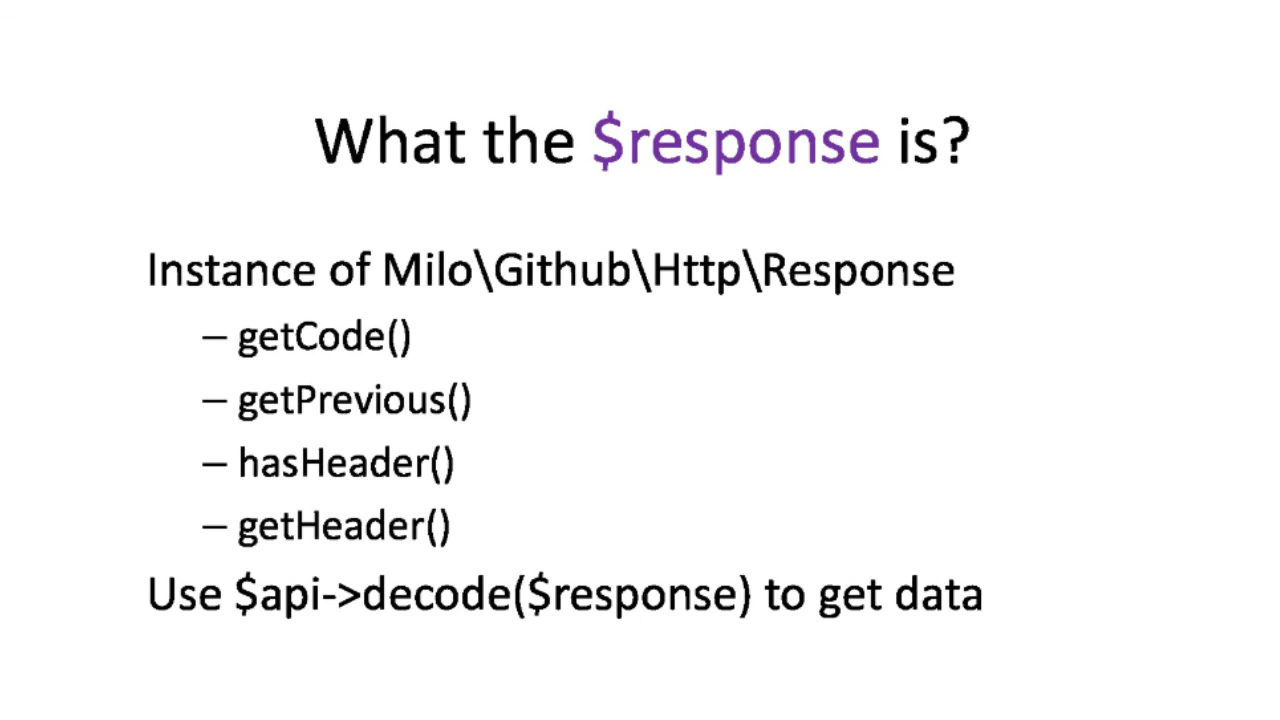 What the $response is?
Instance of Milo\Github\Http\Response
– getCode()
– getPrevious()
– hasHeader()
– getHeader()
Use $api->decode($response) to get data